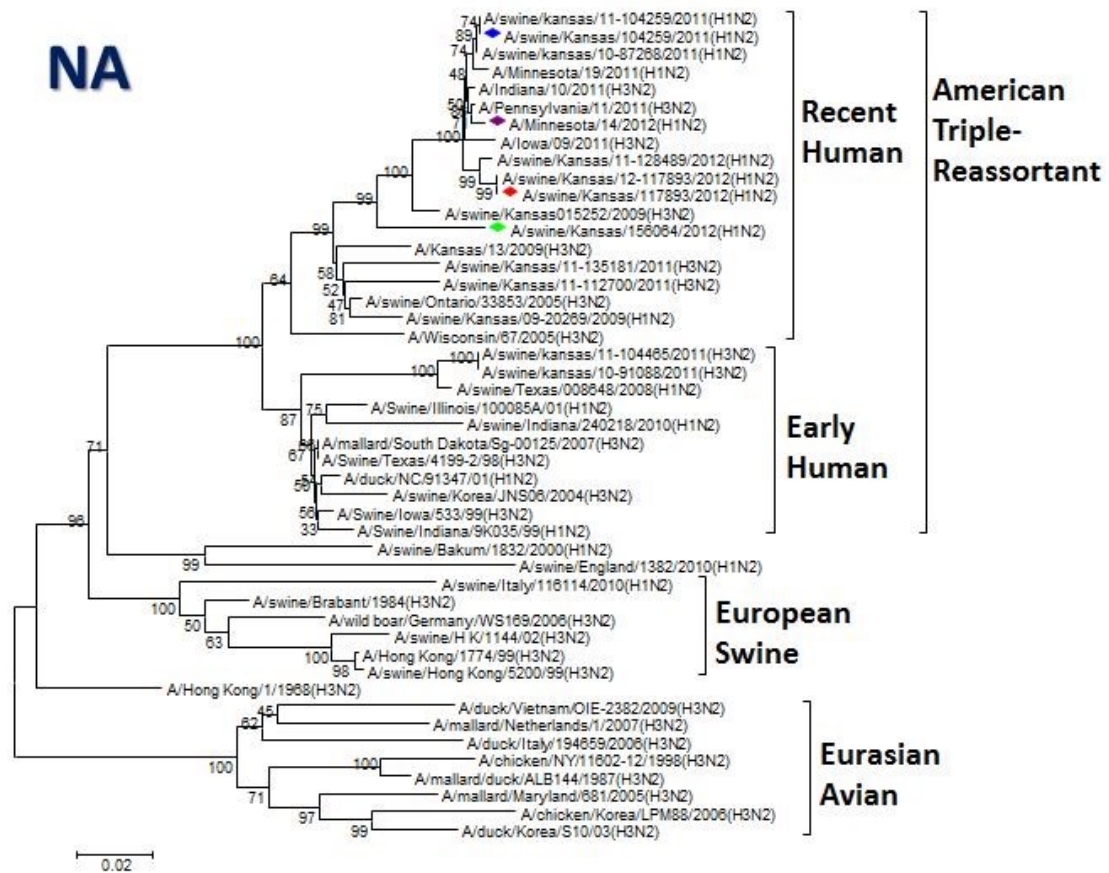 NA
74
A/swine/kansas/11-104259/2011(H1N2)
89
A/swine/Kansas/104259/2011(H1N2)
74
A/swine/kansas/10-87268/2011(H1N2)
48
A/Minnesota/19/2011(H1N2)
A/Indiana/10/2011(H3N2)
50
A/Pennsylvania/11/2011(H3N2)
A/Minnesota/14/2012(H1N2)
100
A/Iowa/09/2011(H3N2)
A/swine/Kansas/11-128489/2012(H1N2)
99
A/swine/Kansas/12-117893/2012(H1N2)
99
A/swine/Kansas/117893/2012(H1N2)
100
A/swine/Kansas015252/2009(H3N2)
99
A/swine/Kansas/156064/2012(H1N2)
99
A/Kansas/13/2009(H3N2)
58
A/swine/Kansas/11-135181/2011(H3N2)
52
A/swine/Kansas/11-112700/2011(H3N2)
47
A/swine/Ontario/33853/2005(H3N2)
81
A/swine/Kansas/09-20269/2009(H1N2)
64
A/Wisconsin/67/2005(H3N2)
Recent
Human
American
Triple-
Reassortant
100
100
A/swine/kansas/11-104465/2011(H3N2)
100
A/swine/kansas/10-91088/2011(H3N2)
A/swine/Texas/008648/2008(H1N2)
87
75
A/Swine/Illinois/100085A/01(H1N2)
A/swine/Indiana/240218/2010(H1N2)
A/mallard/South Dakota/Sg-00125/2007(H3N2)
67
A/Swine/Texas/4199-2/98(H3N2)
A/duck/NC/91347/01(H1N2)
A/swine/Korea/JNS06/2004(H3N2)
56
A/Swine/Iowa/533/99(H3N2)
33
A/Swine/Indiana/9K035/99(H1N2)
Early
Human
71
96
A/swine/Bakum/1832/2000(H1N2)
99
A/swine/England/1382/2010(H1N2)
A/swine/Italy/116114/2010(H1N2)
100
A/swine/Brabant/1984(H3N2)
50
A/wild boar/Germany/WS169/2006(H3N2)
63
A/swine/H K/1144/02(H3N2)
100
A/Hong Kong/1774/99(H3N2)
98
A/swine/Hong Kong/5200/99(H3N2)
European
Swine
A/Hong Kong/1/1968(H3N2)
45
A/duck/Vietnam/OIE-2382/2009(H3N2)
62
A/mallard/Netherlands/1/2007(H3N2)
A/duck/Italy/194659/2006(H3N2)
100
100
A/chicken/NY/11602-12/1998(H3N2)
A/mallard/duck/ALB144/1987(H3N2)
71
A/mallard/Maryland/681/2005(H3N2)
97
A/chicken/Korea/LPM88/2006(H3N2)
99
A/duck/Korea/S10/03(H3N2)
Eurasian
Avian
0.02